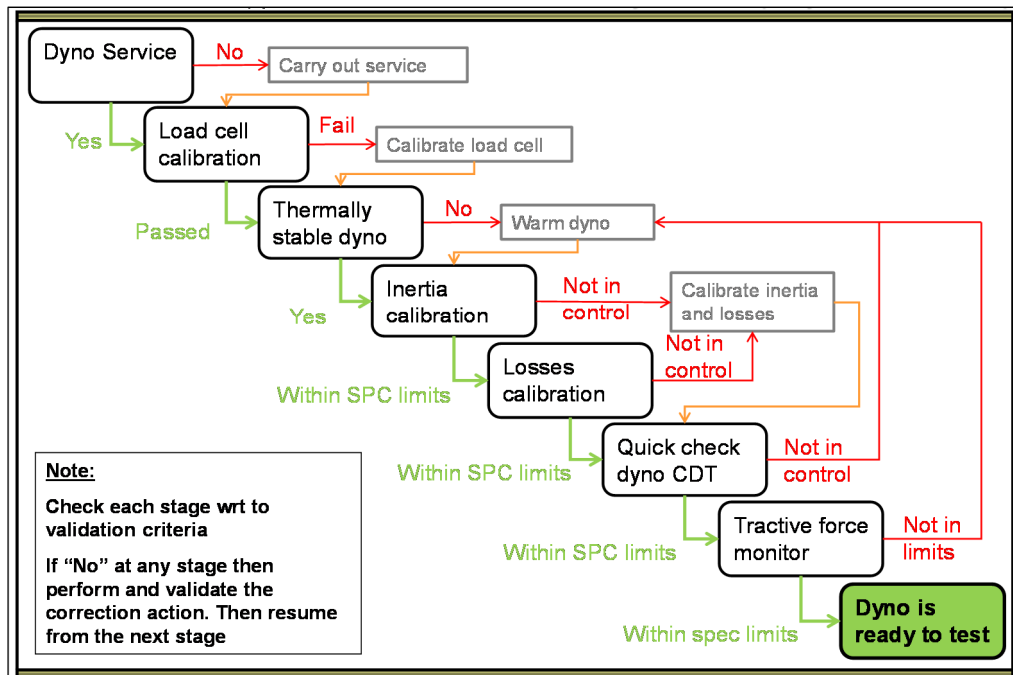 Dyno Service
No
Carry out service
Yes
Load cell
calibration
Fail
Calibrate load cell
Passed
Thermally
stable dyno
No
Warm dyno
Yes
Inertia
calibration
Not in
control
Calibrate inertia
and losses
Within SPC limits
Losses
calibration
Not in
control
Within SPC limits
Quick check
dyno CDT
Not in
control
Within SPC limits
Tractive force
monitor
Not in
limits
Within spec limits
Dyno is
ready to test
Note:
Check each stage wrt to
validation criteria
If “No” at any stage then
perform and validate the
correction action. Then resume
from the next stage